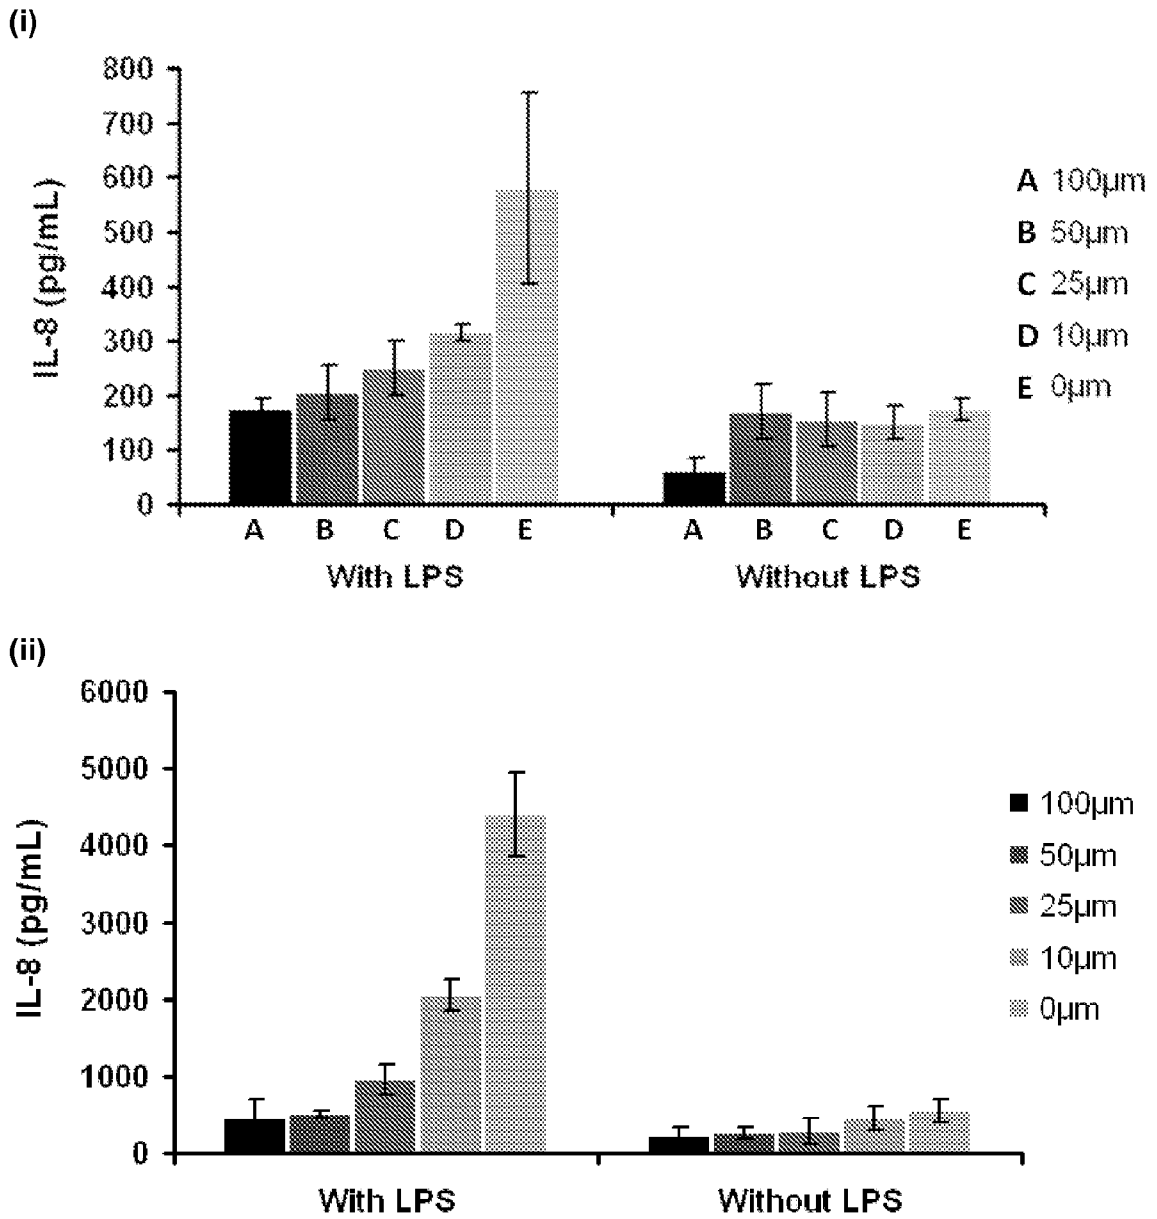 (i)
IL-8 (pg/mL)
800
700
600
500
400
300
200
100
0
A B C D E
A B C D E
With LPS
Without LPS
A 100µm
B 50µm
C 25µm
D 10µm
E 0µm
(ii)
IL-8 (pg/mL)
6000
5000
4000
3000
2000
1000
0
With LPS
Without LPS
100µm
50µm
25µm
10µm
0µm